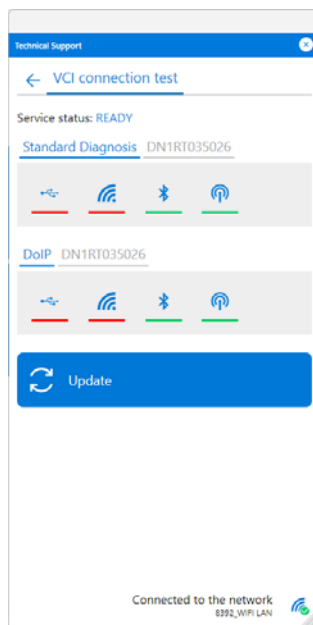 Technical Support
VCI connection test
Service status: READY
Standard Diagnosis DN1RT035026
DoIP DN1RT035026
Update
Connected to the network
8392_WIFI LAN